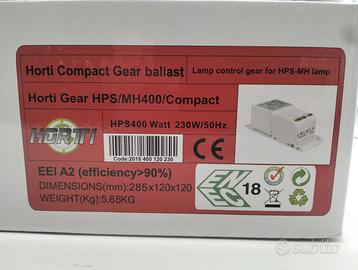 Horti Compact Gear ballast
Lamp control gear for HPS-MH lamp
Horti Gear HPS/MH400/Compact
HPS400 Watt 230W/50Hz
HORTI
Code:2018 400 120 230
EEI A2 (efficiency>90%)
DIMENSIONS(mm):285x120x120
WEIGHT(Kg):5.65KG
ENEC
18
CE
subito